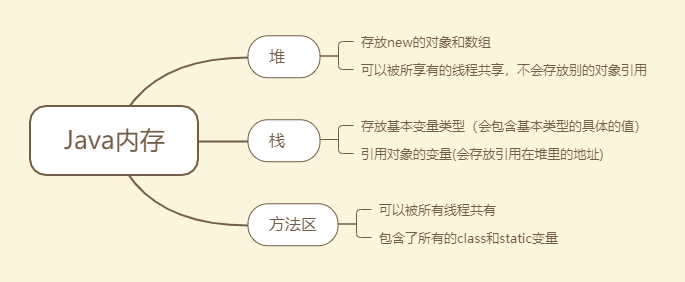 Java内存
堆
存放new的对象和数组
可以被所享有的线程共享，不会存放别的对象引用
栈
存放基本变量类型（会包含基本类型的具体的值）
引用对象的变量(会存放引用在堆里的地址)
方法区
可以被所有线程共有
包含了所有的class和static变量